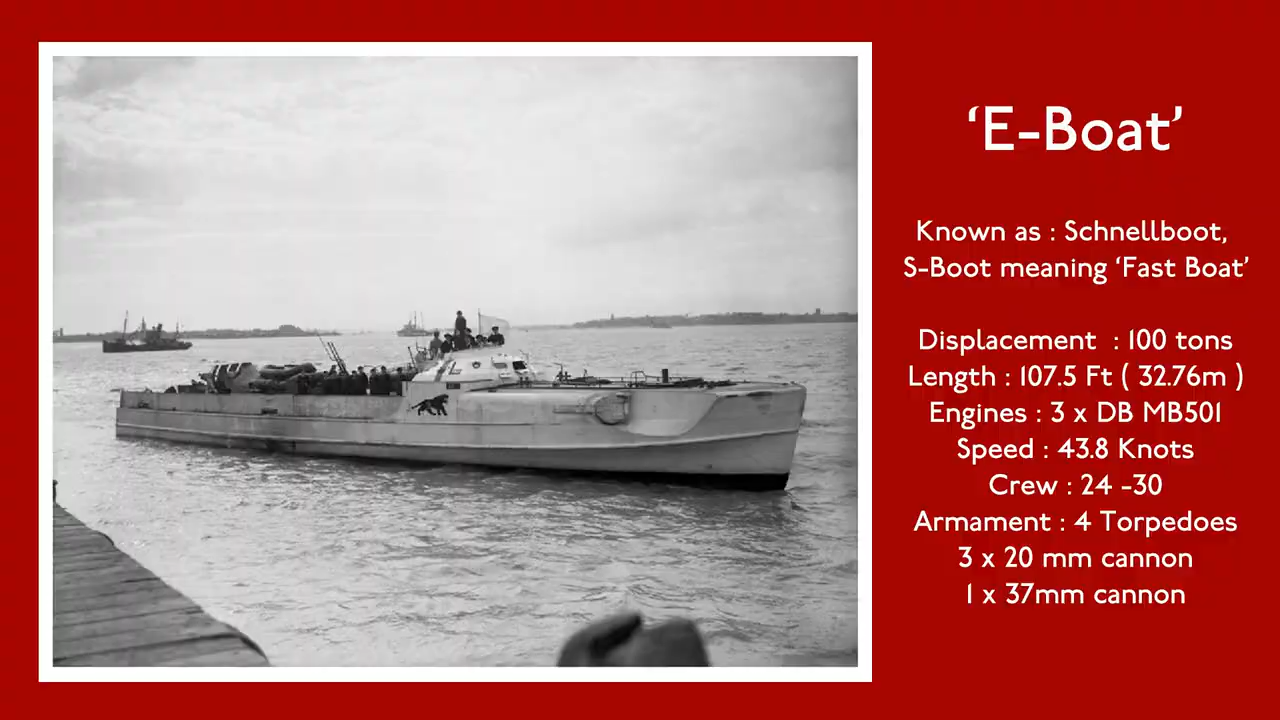 ‘E-Boat’
Known as : Schnellboot,
S-Boot meaning ‘Fast Boat’
Displacement  : 100 tons
Length : 107.5 Ft ( 32.76m )
Engines : 3 x DB MB501
Speed : 43.8 Knots
Crew : 24 -30
Armament : 4 Torpedoes
3 x 20 mm cannon
1 x 37mm cannon